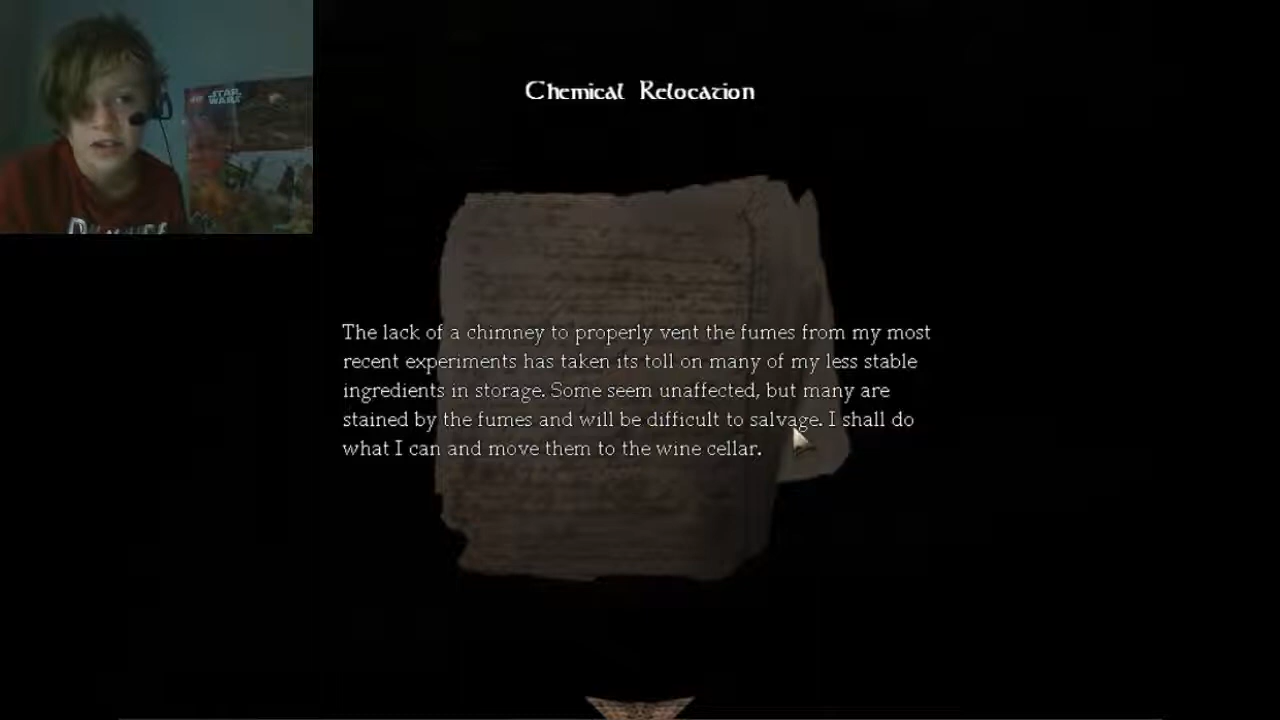 STAR
WARS
Chemical Relocation
The lack of a chimney to properly vent the fumes from my most
recent experiments has taken its toll on many of my less stable
ingredients in storage. Some seem unaffected, but many are
stained by the fumes and will be difficult to salvage. I shall do
what I can and move them to the wine cellar.